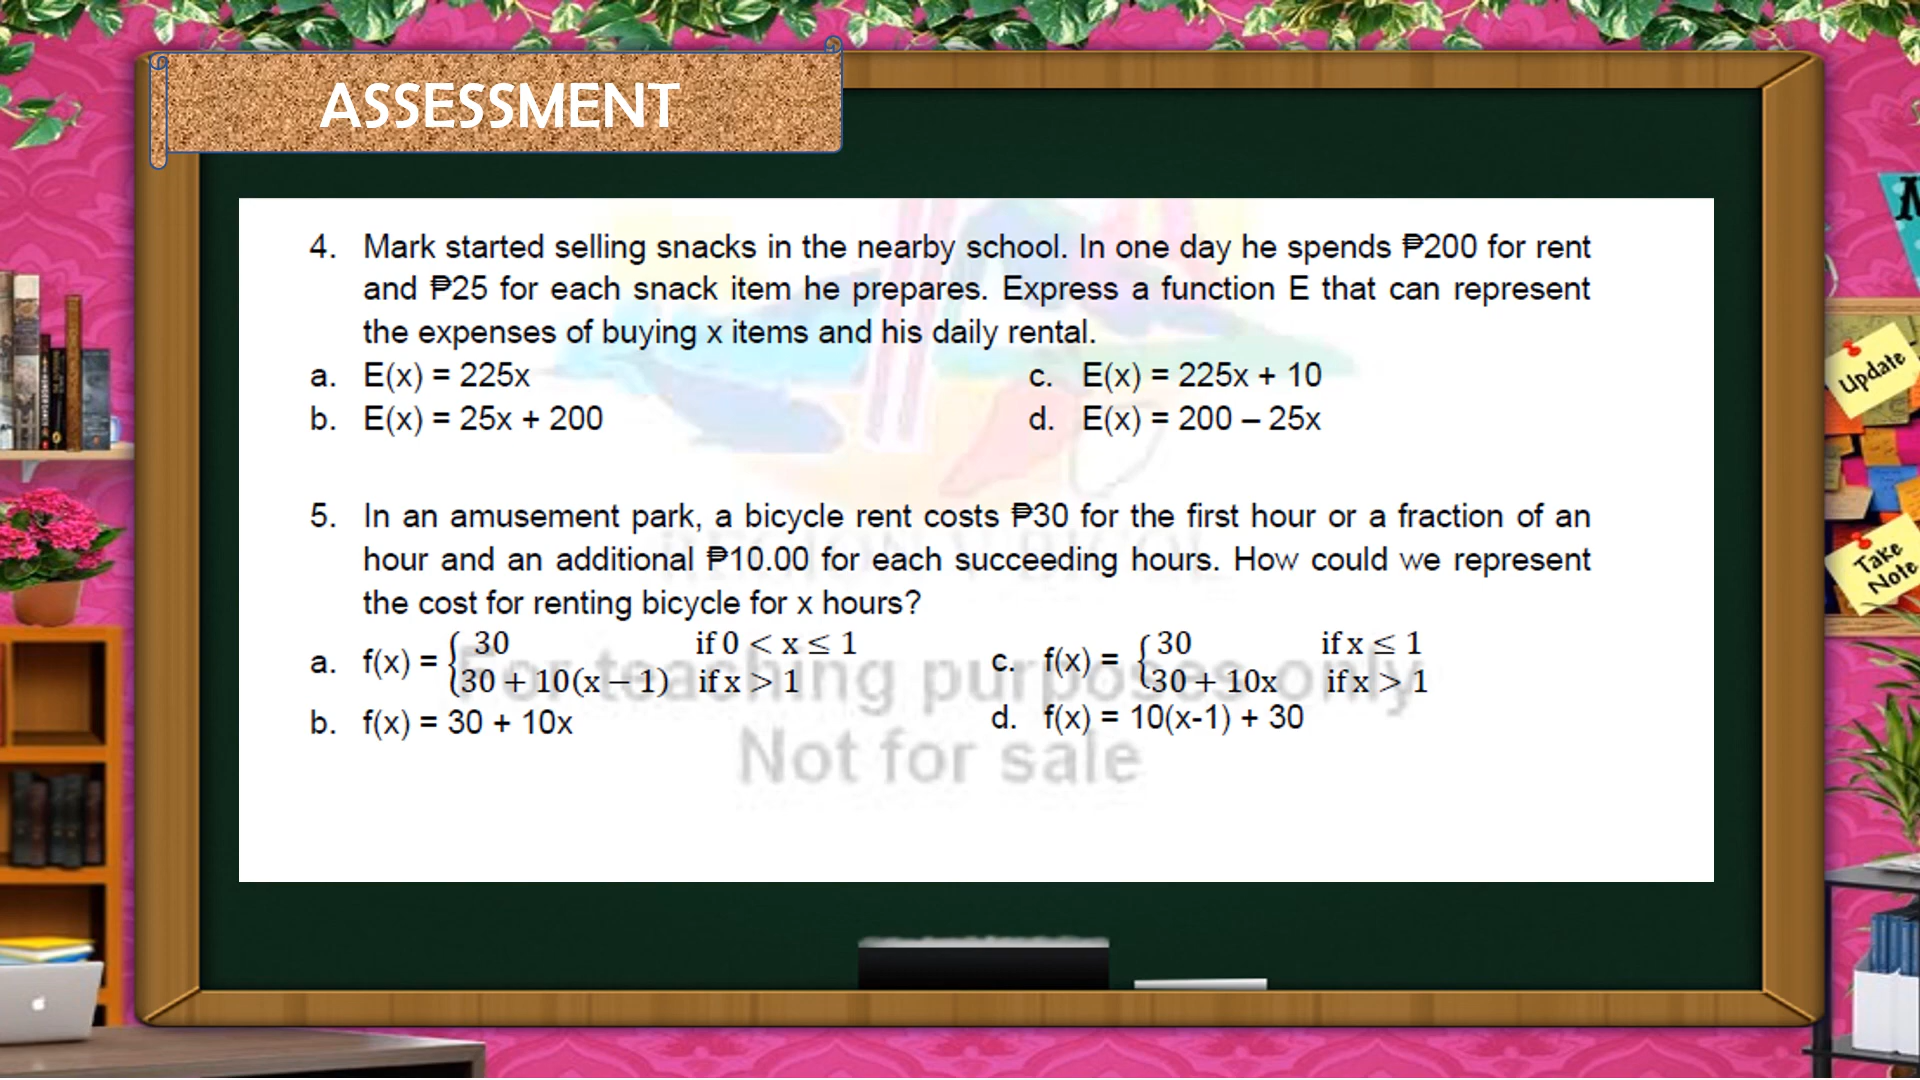 ASSESSMENT
4. Mark started selling snacks in the nearby school. In one day he spends ₱200 for rent
and ₱25 for each snack item he prepares. Express a function E that can represent
the expenses of buying x items and his daily rental.
a. E(x) = 225x
c. E(x) = 225x + 10
b. E(x) = 25x + 200
d. E(x) = 200 – 25x
5. In an amusement park, a bicycle rent costs ₱30 for the first hour or a fraction of an
hour and an additional ₱10.00 for each succeeding hours. How could we represent
the cost for renting bicycle for x hours?
a. f(x) = { 30 if 0 < x ≤ 1
30 + 10(x − 1) if x > 1
c. f(x) = { 30 if x ≤ 1
30 + 10x if x > 1
b. f(x) = 30 + 10x
d. f(x) = 10(x-1) + 30
For teaching purposes only
Not for sale
Update
Take
Note